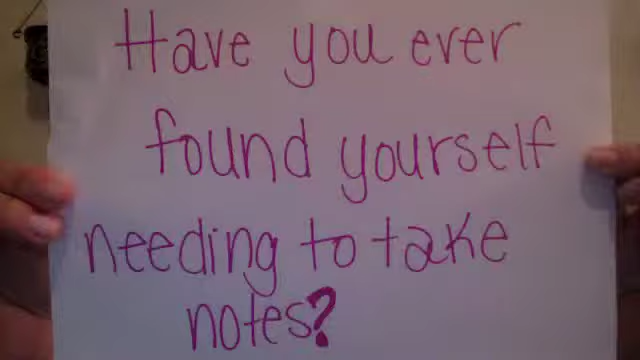 Have you ever
found yourself
needing to take
notes?